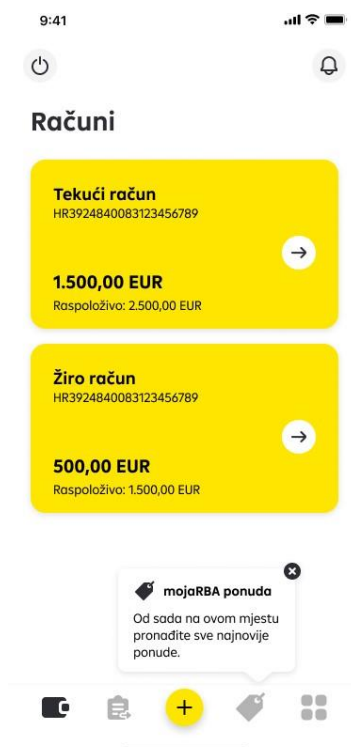 9:41
Računi
Tekući račun
HR3924840083123456789
1.500,00 EUR
Raspoloživo: 2.500,00 EUR
Žiro račun
HR3924840083123456789
500,00 EUR
Raspoloživo: 1.500,00 EUR
mojaRBA ponuda
Od sada na ovom mjestu
pronađite sve najnovije
ponude.